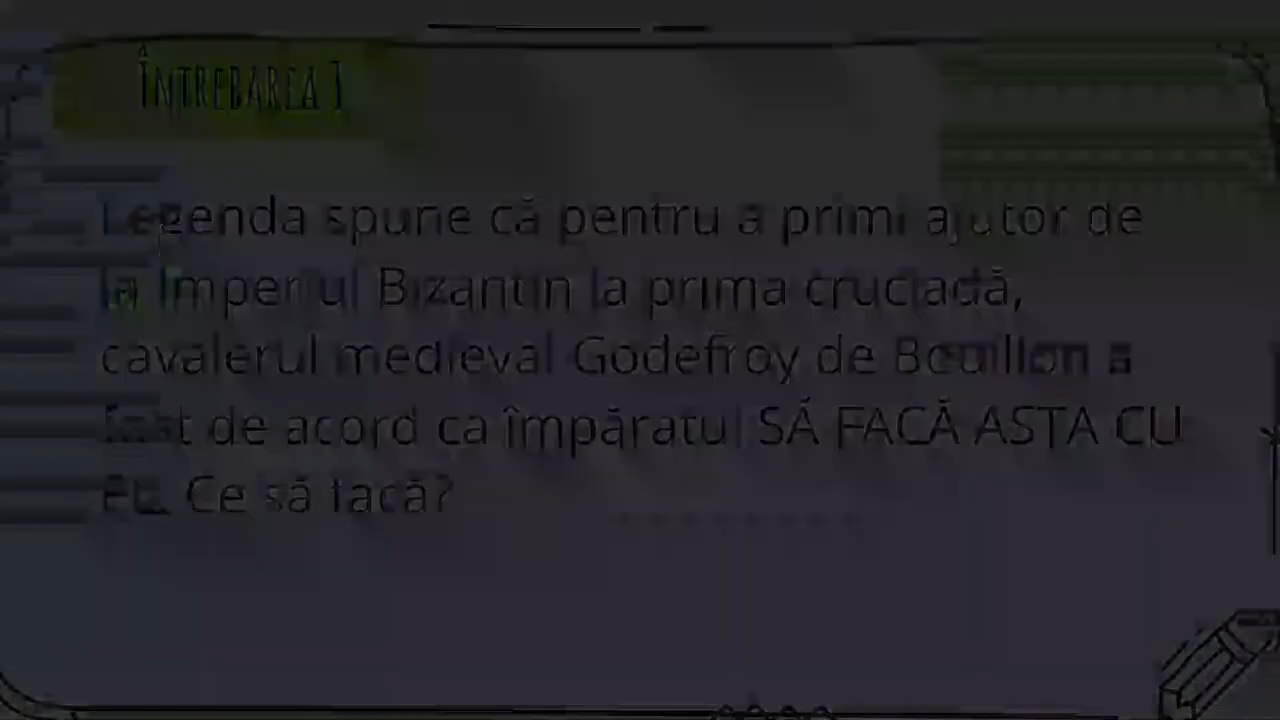 Întrebarea 1
Legenda spune că pentru a primi ajutor de
la Imperiul Bizantin la prima cruciadă,
cavalerul medieval Godefroy de Bouillon a
fost de acord ca împăratul SĂ FACĂ ASTA CU
EL. Ce să facă?